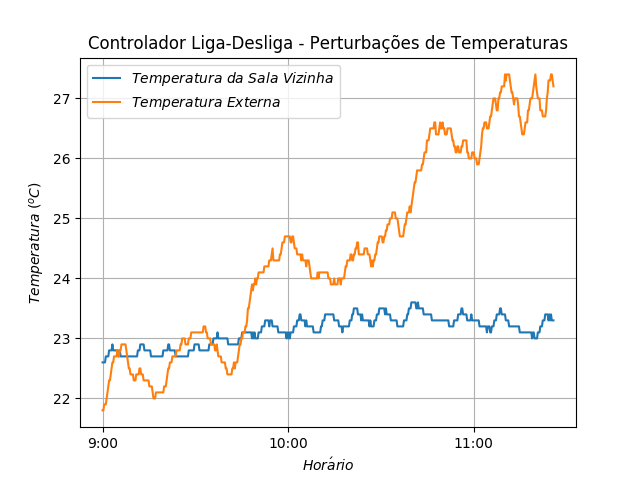 Controlador Liga-Desliga - Perturbações de Temperaturas
Temperatura da Sala Vizinha
Temperatura Externa
27
26
25
24
23
22
Temperatura (°C)
9:00
10:00
11:00
Horário